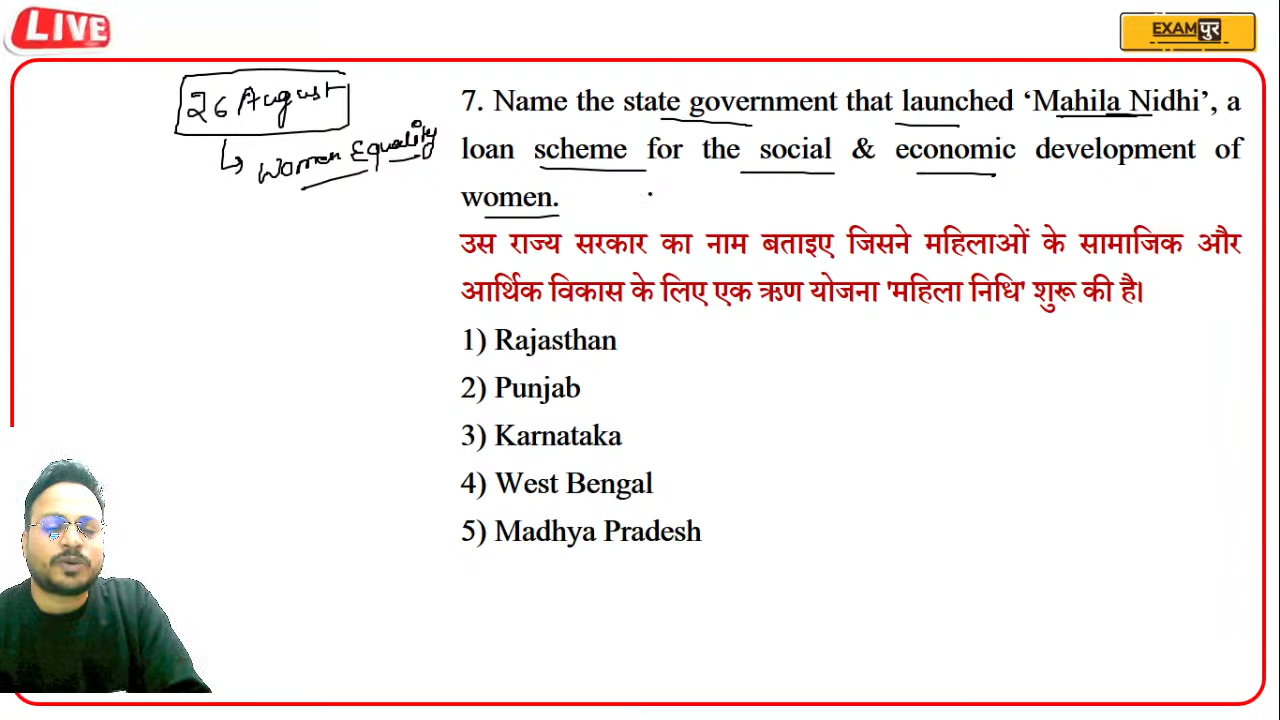 LIVE
EXAMपुर
26 August
Women Equality
7. Name the state government that launched ‘Mahila Nidhi’, a
loan scheme for the social & economic development of
women.
उस राज्य सरकार का नाम बताइए जिसने महिलाओं के सामाजिक और
आर्थिक विकास के लिए एक ऋण योजना 'महिला निधि' शुरू की है।
1) Rajasthan
2) Punjab
3) Karnataka
4) West Bengal
5) Madhya Pradesh